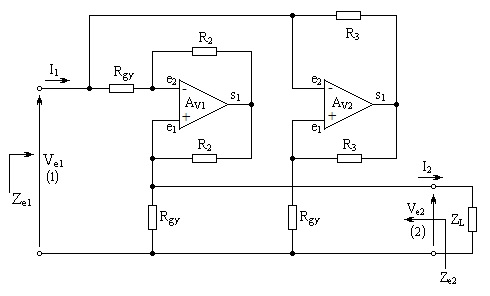 R3
I1
R2
Rgy
e2
-
AV1
s1
e1
+
e2
-
AV2
s1
e1
+
R2
R3
Ve1
(1)
Ze1
I2
Rgy
Rgy
Ve2
(2)
ZL
Ze2